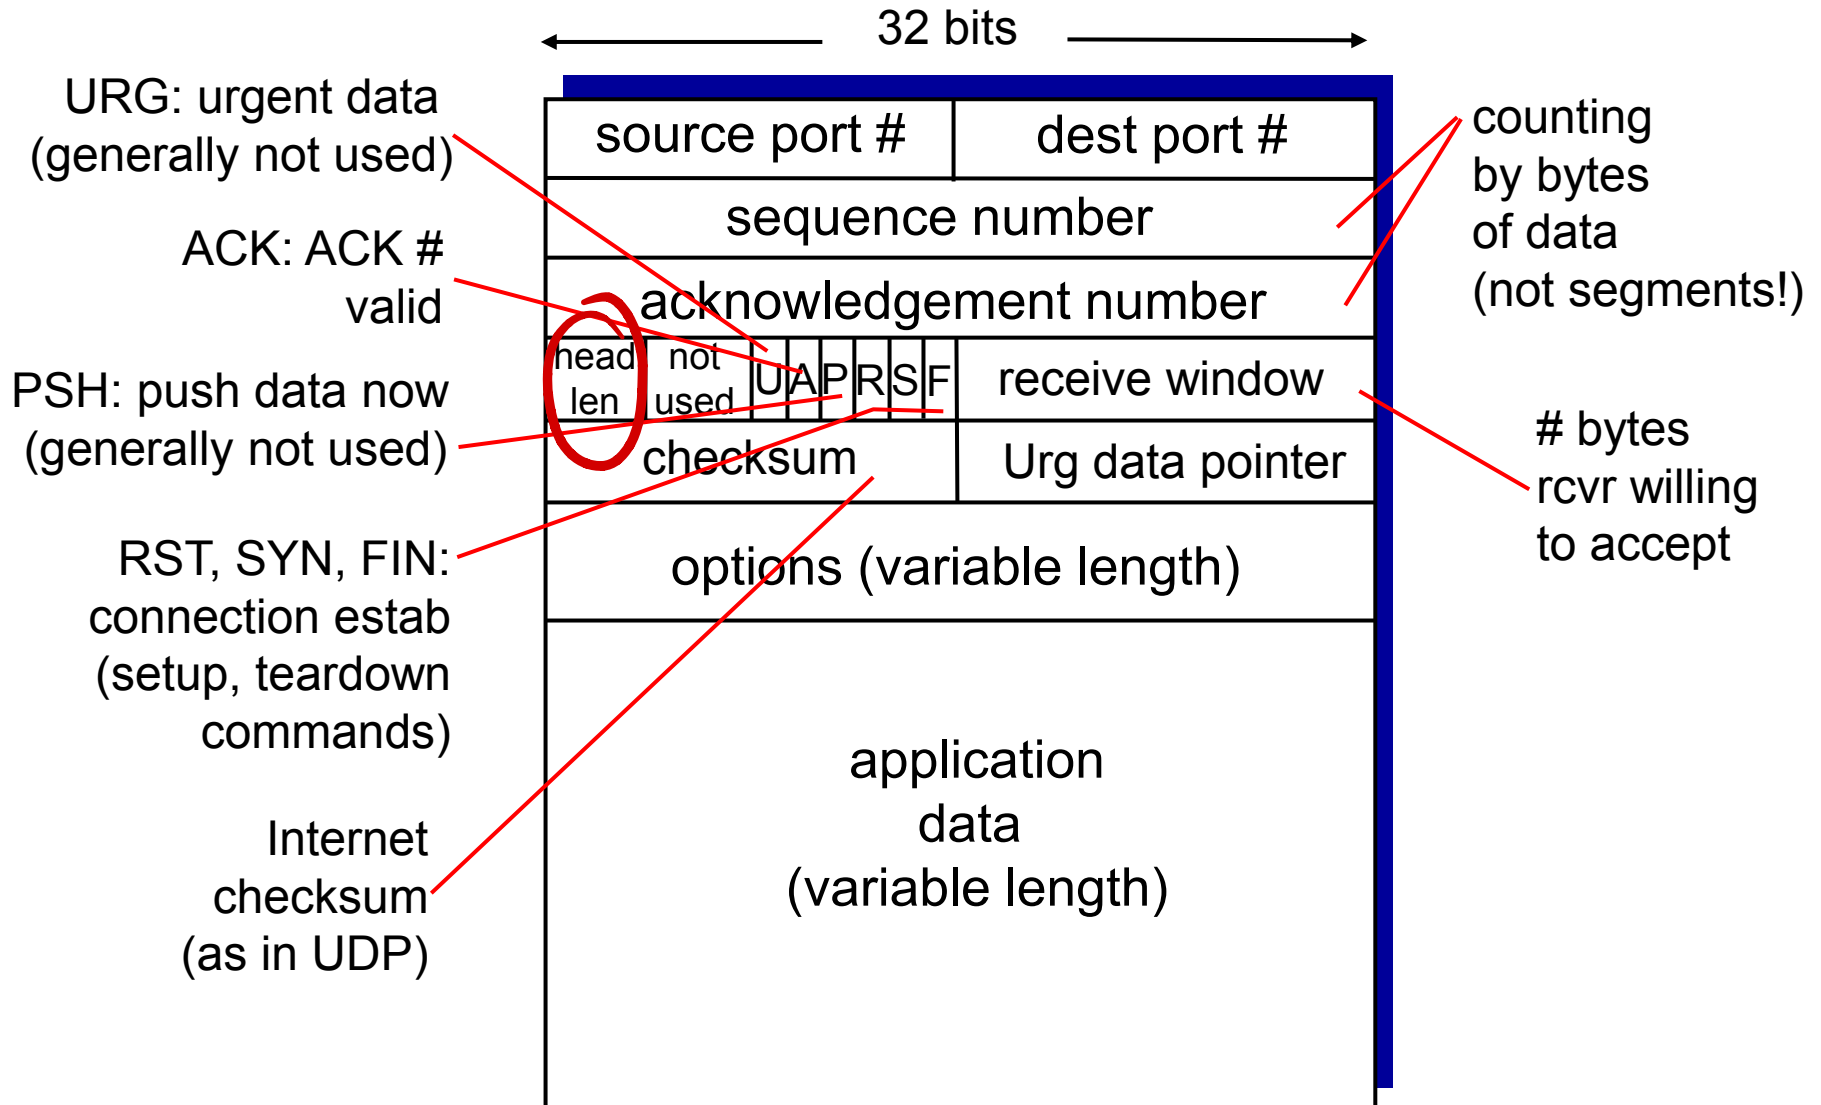 32 bits
URG: urgent data
(generally not used)
ACK: ACK #
valid
PSH: push data now
(generally not used)
RST, SYN, FIN:
connection estab
(setup, teardown
commands)
Internet
checksum
(as in UDP)
source port #
dest port #
sequence number
acknowledgement number
head
len
not
used
U A P R S F
receive window
checksum
Urg data pointer
options (variable length)
application
data
(variable length)
counting
by bytes
of data
(not segments!)
# bytes
rcvr willing
to accept